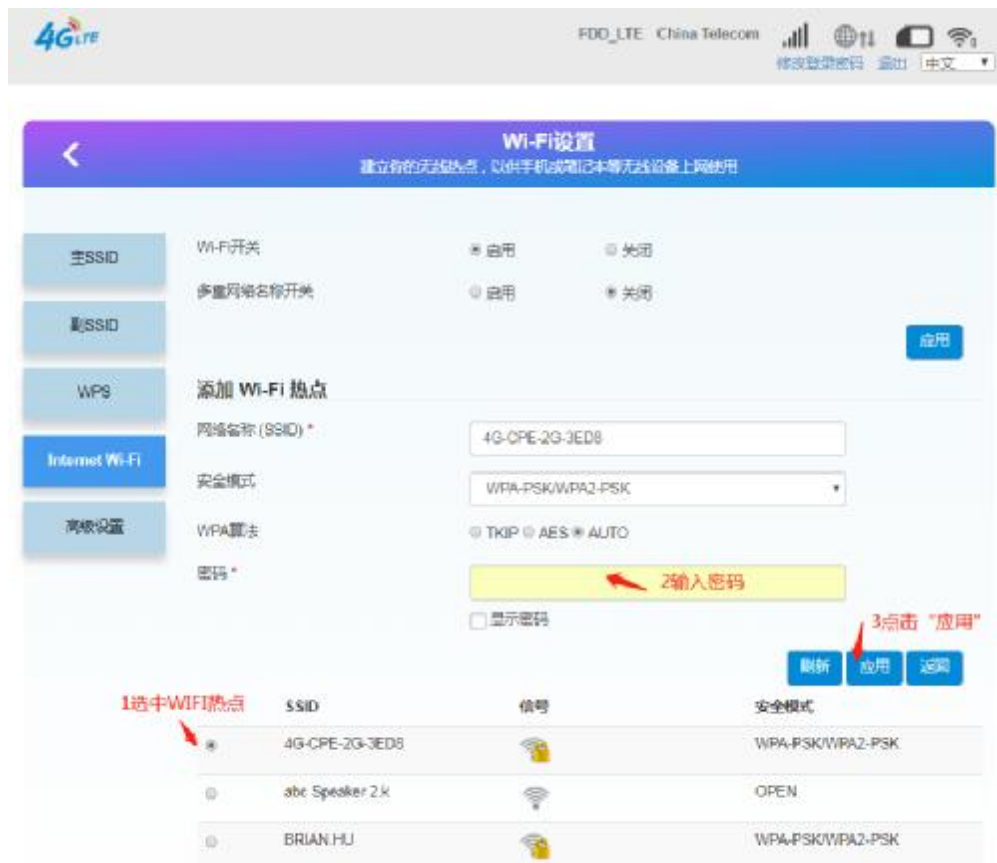 4G LTE
FDD_LTE China Telecom
修改登录密码 退出 中文
Wi-Fi设置
建立你的无线热点，以供手机或笔记本等无线设备上网使用
主SSID
Wi-Fi开关 启用 关闭
多重网络名称开关 启用 关闭
副SSID
应用
WPS
添加 Wi-Fi 热点
网络名称 (SSID) * 4G-CPE-2G-3ED8
Internet Wi-Fi
安全模式 WPA-PSK/WPA2-PSK
高级设置
WPA算法 TKIP AES AUTO
密码 * 2输入密码
显示密码
3点击 "应用"
刷新 应用 返回
1选中WIFI热点
SSID 信号 安全模式
4G-CPE-2G-3ED8 WPA-PSK/WPA2-PSK
abc Speaker 2.k OPEN
BRIAN.HU WPA-PSK/WPA2-PSK